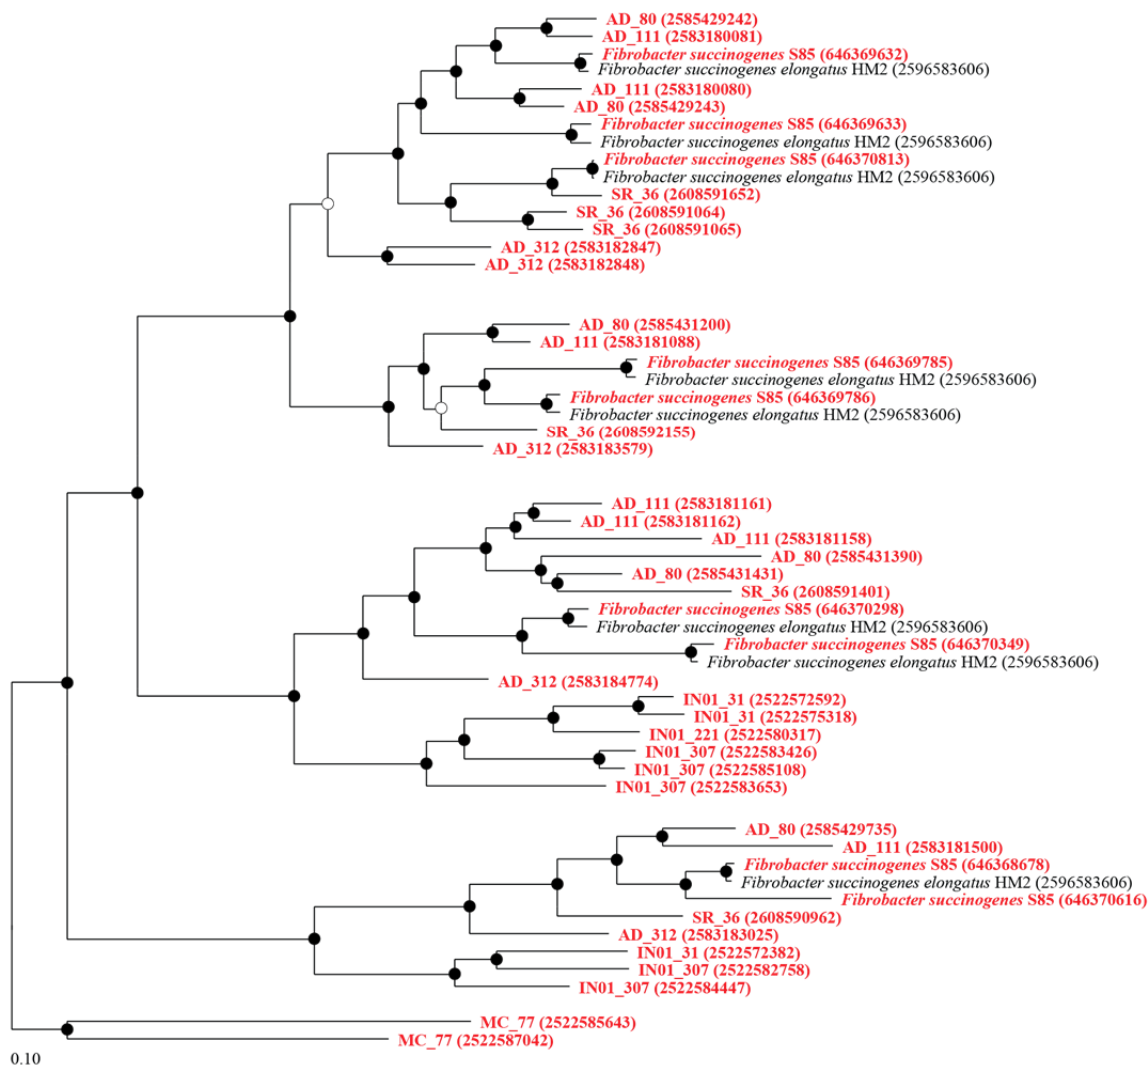 AD_80 (2585429242)
AD_111 (2583180081)
Fibrobacter succinogenes S85 (646369632)
Fibrobacter succinogenes elongatus HM2 (2596583606)
AD_111 (2583180080)
AD_80 (2585429243)
Fibrobacter succinogenes S85 (646369633)
Fibrobacter succinogenes elongatus HM2 (2596583606)
Fibrobacter succinogenes S85 (646370813)
Fibrobacter succinogenes elongatus HM2 (2596583606)
SR_36 (2608591652)
SR_36 (2608591064)
SR_36 (2608591065)
AD_312 (2583182847)
AD_312 (2583182848)
AD_80 (2585431200)
AD_111 (2583181088)
Fibrobacter succinogenes S85 (646369785)
Fibrobacter succinogenes elongatus HM2 (2596583606)
Fibrobacter succinogenes S85 (646369786)
Fibrobacter succinogenes elongatus HM2 (2596583606)
SR_36 (2608592155)
AD_312 (2583183579)
AD_111 (2583181161)
AD_111 (2583181162)
AD_111 (2583181158)
AD_80 (2585431390)
AD_80 (2585431431)
SR_36 (2608591401)
Fibrobacter succinogenes S85 (646370298)
Fibrobacter succinogenes elongatus HM2 (2596583606)
Fibrobacter succinogenes S85 (646370349)
Fibrobacter succinogenes elongatus HM2 (2596583606)
AD_312 (2583184774)
IN01_31 (2522572592)
IN01_31 (2522575318)
IN01_221 (2522580317)
IN01_307 (2522583426)
IN01_307 (2522585108)
IN01_307 (2522583653)
AD_80 (2585429735)
AD_111 (2583181500)
Fibrobacter succinogenes S85 (646368678)
Fibrobacter succinogenes elongatus HM2 (2596583606)
Fibrobacter succinogenes S85 (646370616)
SR_36 (2608590962)
AD_312 (2583183025)
IN01_31 (2522572382)
IN01_307 (2522582758)
IN01_307 (2522584447)
MC_77 (2522585643)
MC_77 (2522587042)
0.10